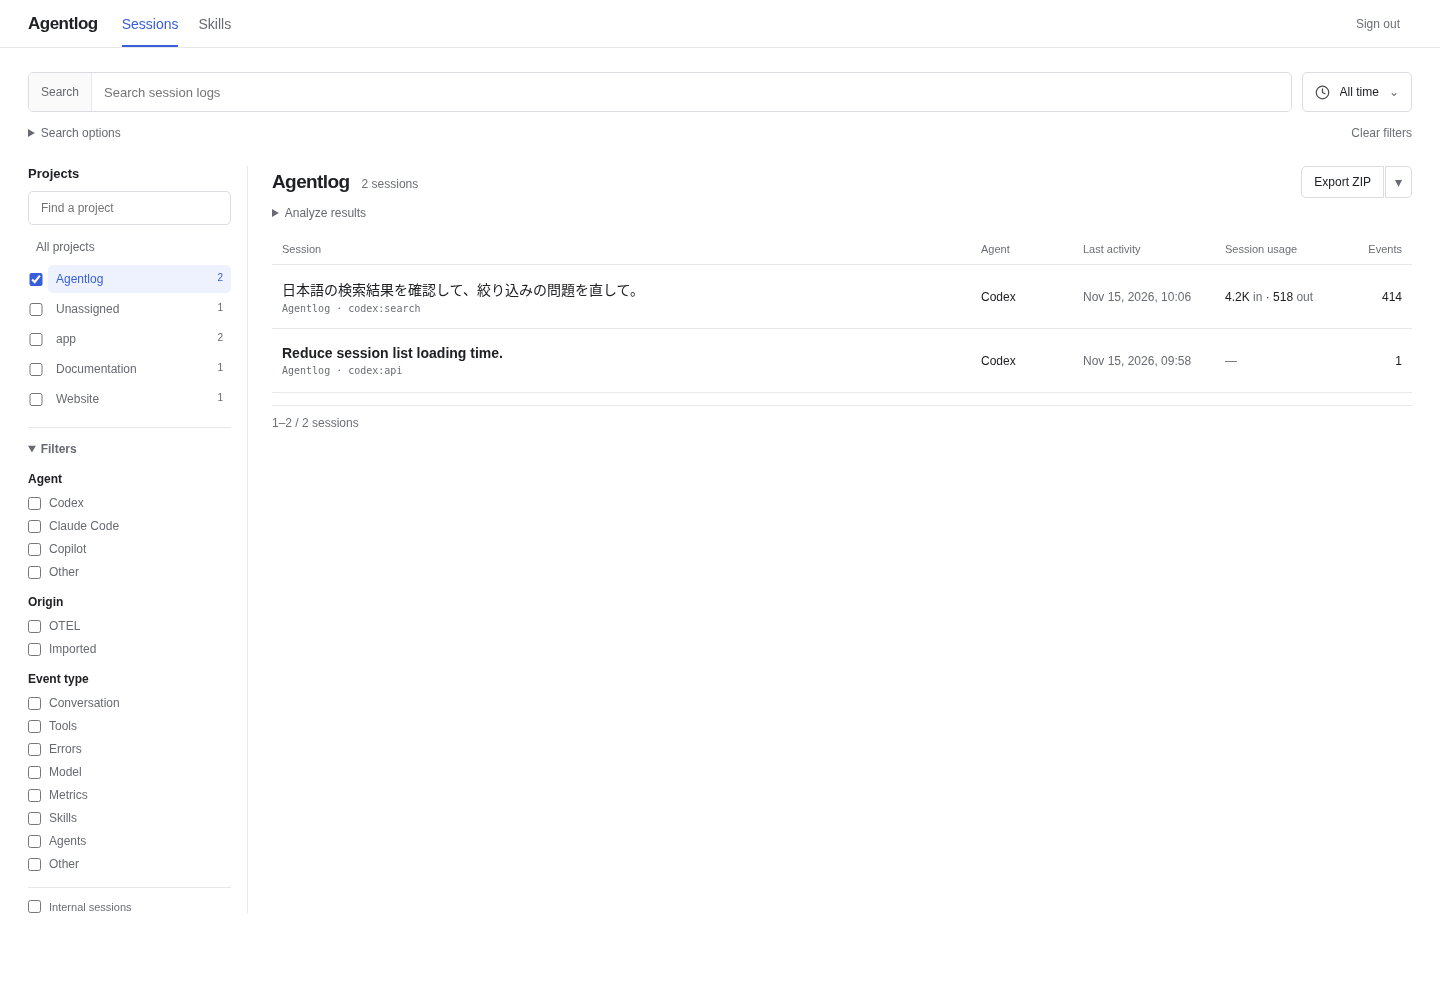 Agentlog Sessions Skills Sign out
Search Search session logs All time
Search options Clear filters
Projects
Find a project
All projects
Agentlog 2
Unassigned 1
app 2
Documentation 1
Website 1
Filters
Agent
Codex
Claude Code
Copilot
Other
Origin
OTEL
Imported
Event type
Conversation
Tools
Errors
Model
Metrics
Skills
Agents
Other
Internal sessions
Agentlog 2 sessions Export ZIP ▼
Analyze results
Session Agent Last activity Session usage Events
日本語の検索結果を確認して、絞り込みの問題を直して。 Codex Nov 15, 2026, 10:06 4.2K in · 518 out 414
Agentlog · codex:search
Reduce session list loading time. Codex Nov 15, 2026, 09:58 — 1
Agentlog · codex:api
1–2 / 2 sessions